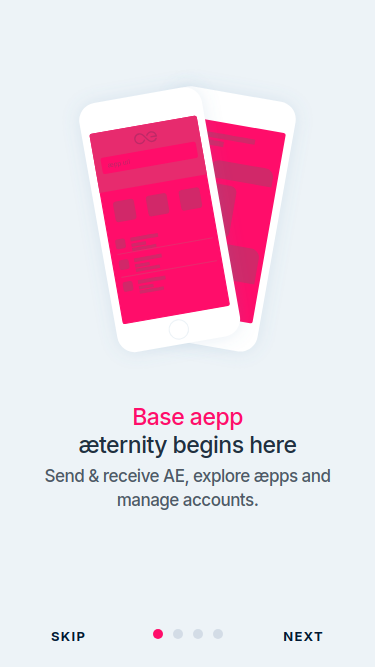 Base aepp
æternity begins here
Send & receive AE, explore æpps and
manage accounts.
SKIP
NEXT